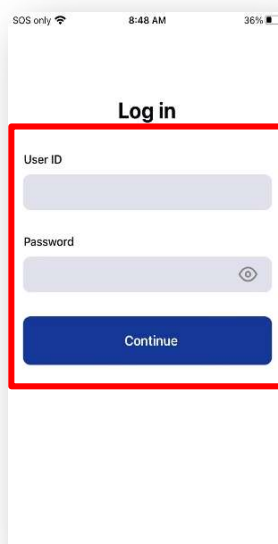 SOS only 8:48 AM 36%
Log in
User ID
Password
Continue